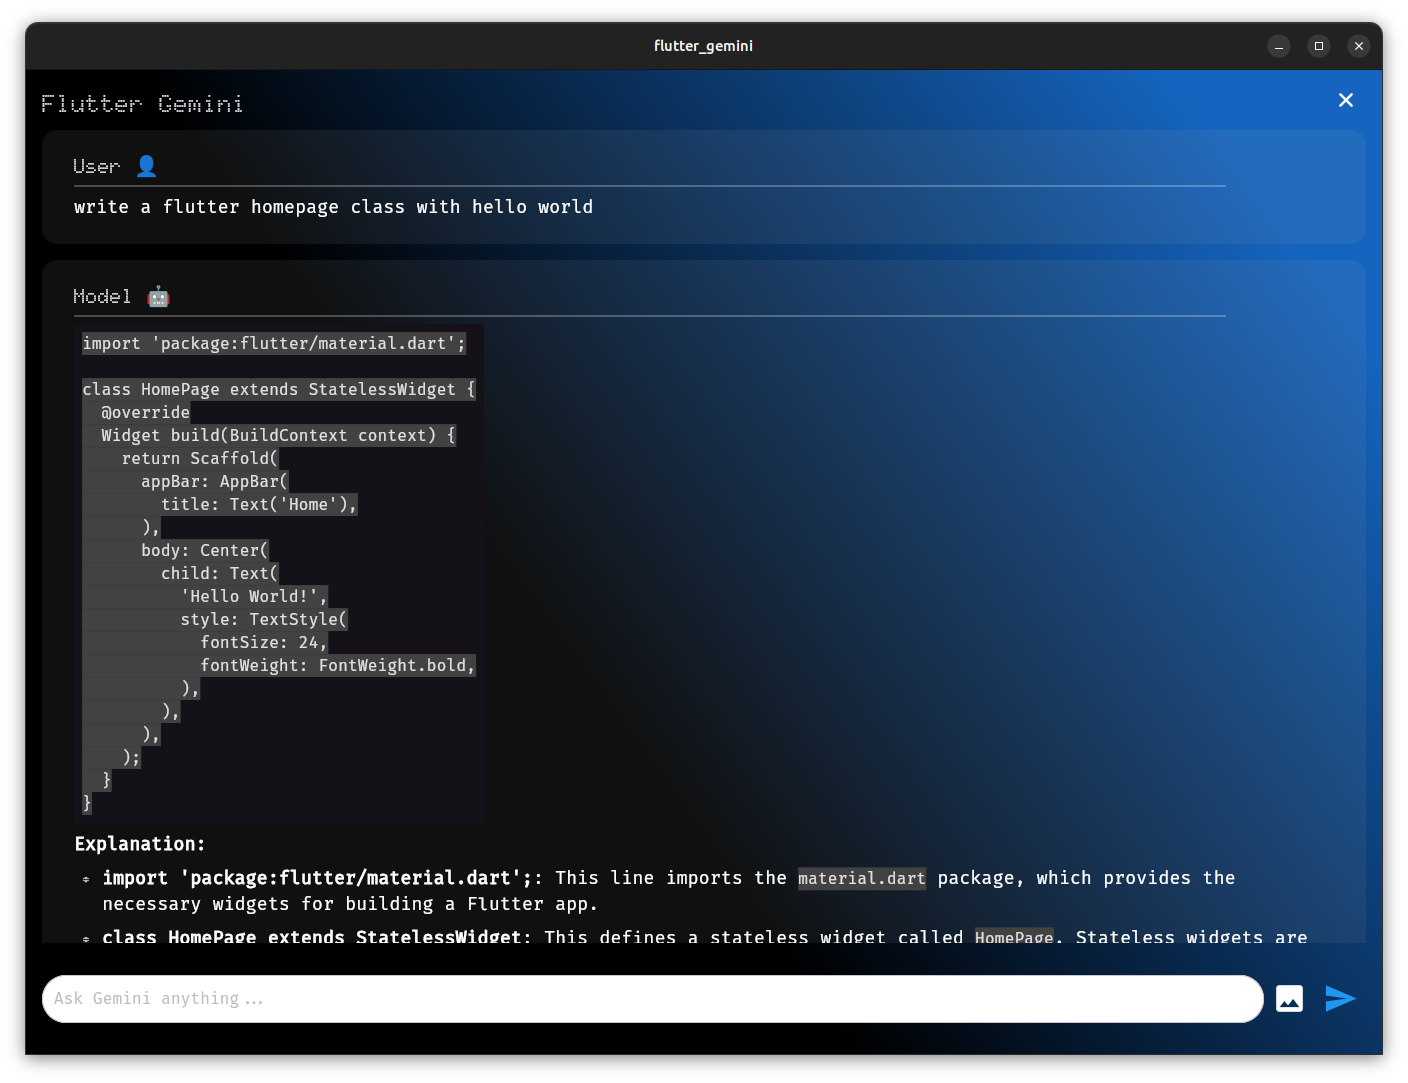 flutter_gemini
Flutter Gemini
User 👤
write a flutter homepage class with hello world
Model 🤖
import 'package:flutter/material.dart';
class HomePage extends StatelessWidget {
  @override
  Widget build(BuildContext context) {
    return Scaffold(
      appBar: AppBar(
        title: Text('Home'),
      ),
      body: Center(
        child: Text(
          'Hello World!',
          style: TextStyle(
            fontSize: 24,
            fontWeight: FontWeight.bold,
          ),
        ),
      ),
    );
  }
}
Explanation:
import 'package:flutter/material.dart';: This line imports the material.dart package, which provides the
necessary widgets for building a Flutter app.
class HomePage extends StatelessWidget: This defines a stateless widget called HomePage. Stateless widgets are
Ask Gemini anything...